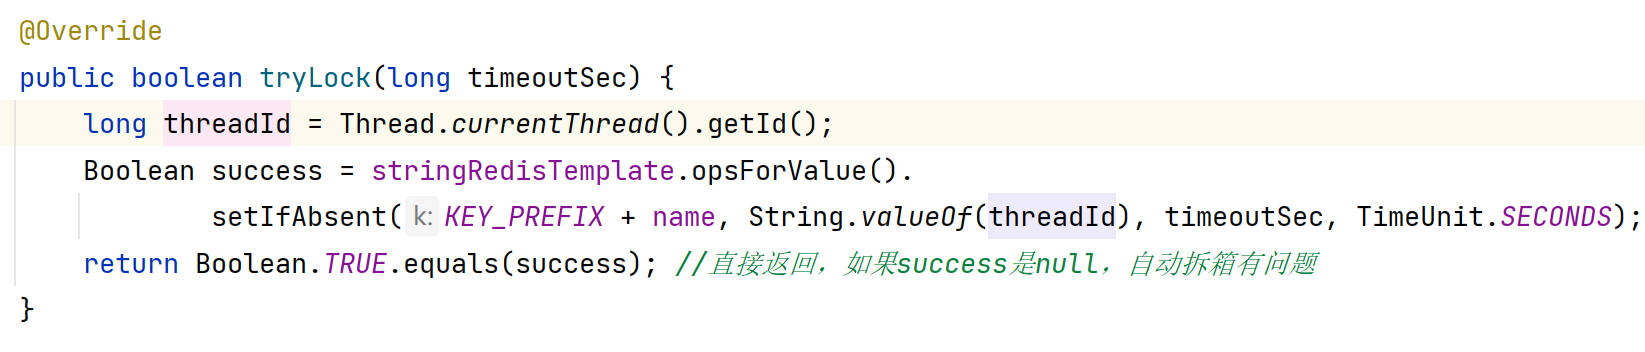 @Override
public boolean tryLock(long timeoutSec) {
    long threadId = Thread.currentThread().getId();
    Boolean success = stringRedisTemplate.opsForValue().
            setIfAbsent( k: KEY_PREFIX + name, String.valueOf(threadId), timeoutSec, TimeUnit.SECONDS);
    return Boolean.TRUE.equals(success); //直接返回，如果success是null，自动拆箱有问题
}